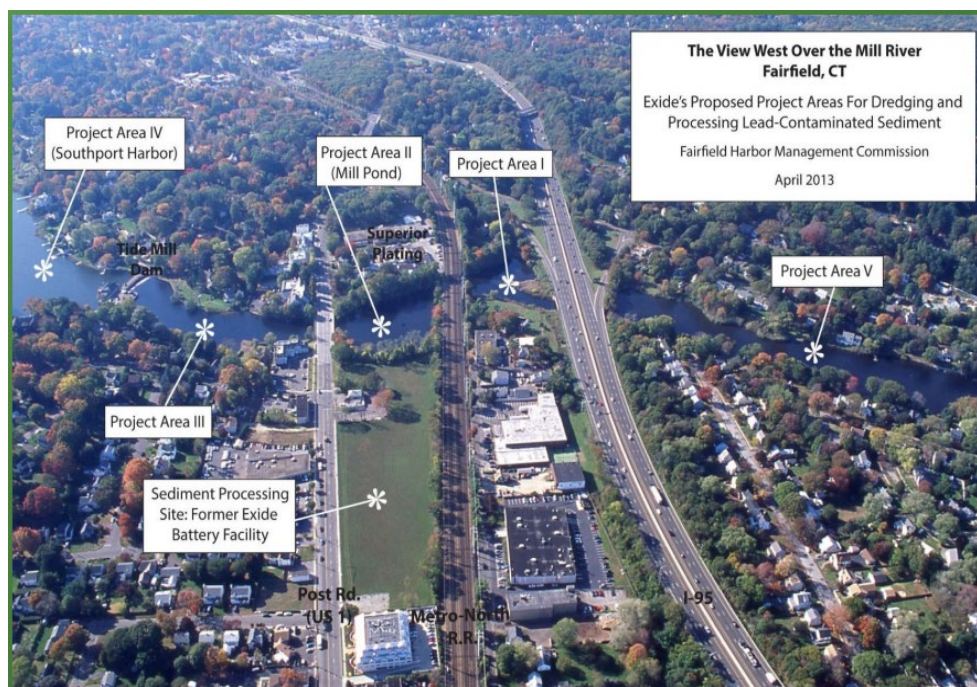 The View West Over the Mill River
Fairfield, CT
Exide's Proposed Project Areas For Dredging and
Processing Lead-Contaminated Sediment
Fairfield Harbor Management Commission
April 2013
Project Area IV
(Southport Harbor)
Project Area II
(Mill Pond)
Project Area I
Superior
Plating
Tide Mill
Dam
Project Area V
Project Area III
Sediment Processing
Site: Former Exide
Battery Facility
Post Rd.
(US 1)
Metro-North
R.R.
I-95